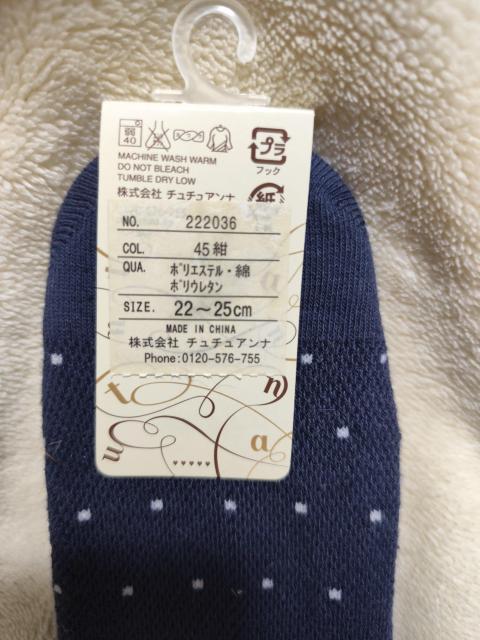 弱
40
プラ
フック
紙
MACHINE WASH WARM
DO NOT BLEACH
TUMBLE DRY LOW
株式会社 チュチュアンナ
NO. 222036
COL. 45 紺
QUA. ポリエステル・綿
ポリウレタン
SIZE. 22〜25cm
MADE IN CHINA
株式会社 チュチュアンナ
Phone:0120-576-755
t
n
n
a